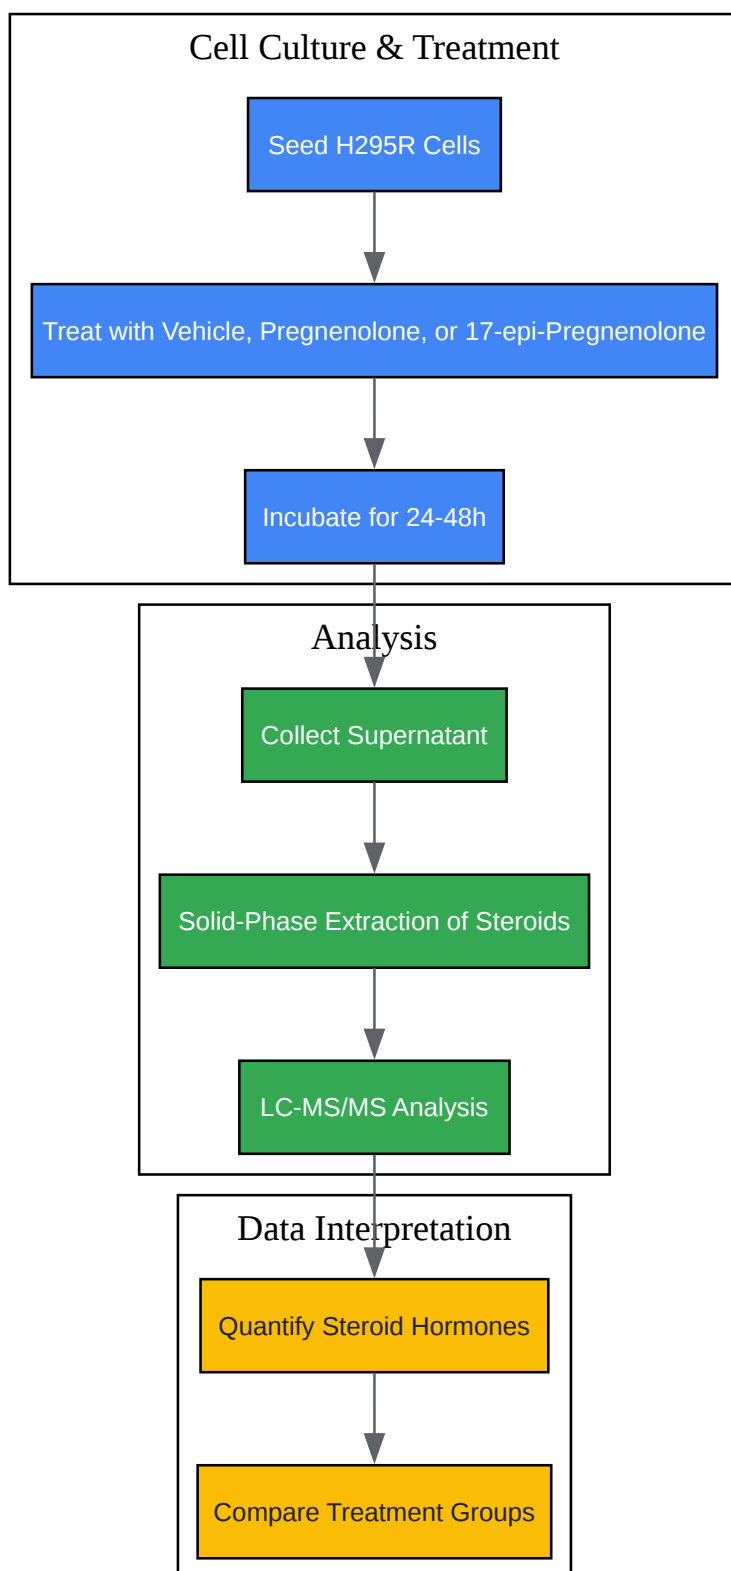 Cell Culture & Treatment
Seed H295R Cells
Treat with Vehicle, Pregnenolone, or 17-epi-Pregnenolone
Incubate for 24-48h
Analysis
Collect Supernatant
Solid-Phase Extraction of Steroids
LC-MS/MS Analysis
Data Interpretation
Quantify Steroid Hormones
Compare Treatment Groups